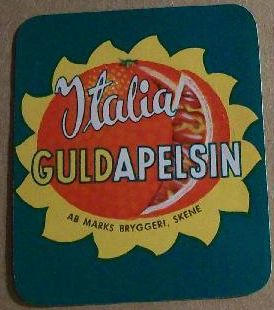 Italia
GULDAPELSIN
AB MARKS BRYGGERI, SKENE